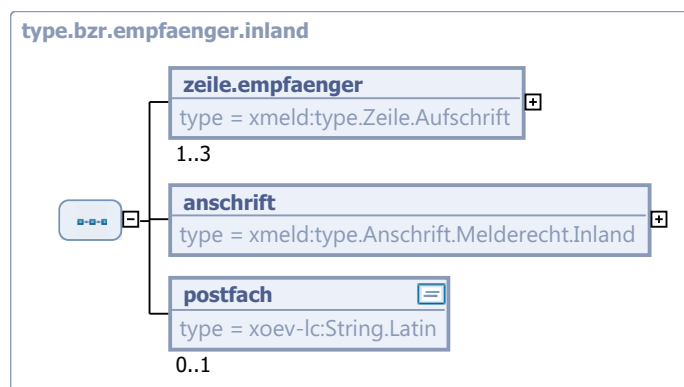 type.bzr.empfaenger.inland
zeile.empfaenger
type = xmeld:type.Zeile.Aufschrift
1..3
anschrift
type = xmeld:type.Anschrift.Melderecht.Inland
postfach
type = xoev-lc:String.Latin
0..1